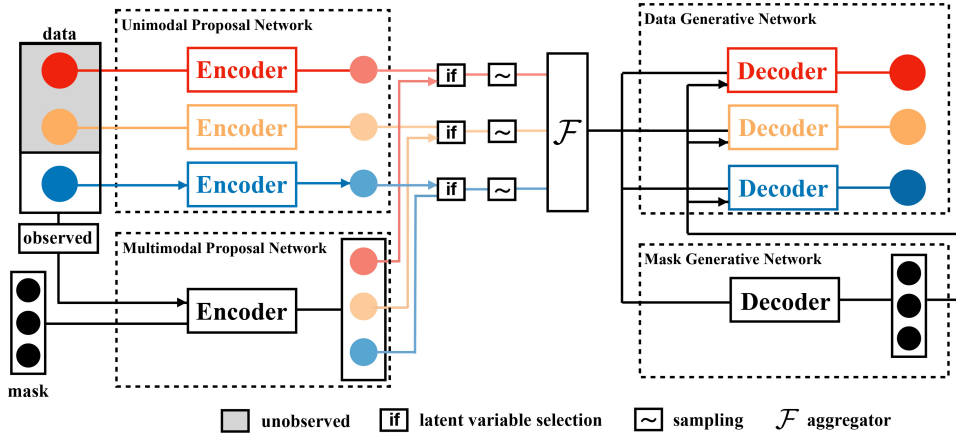 Unimodal Proposal Network
Data Generative Network
data
Encoder
if
~
Decoder
Encoder
if
~
ℱ
Decoder
Encoder
if
~
Decoder
observed
Multimodal Proposal Network
Mask Generative Network
Encoder
Decoder
mask
unobserved
if latent variable selection
~ sampling
ℱ aggregator